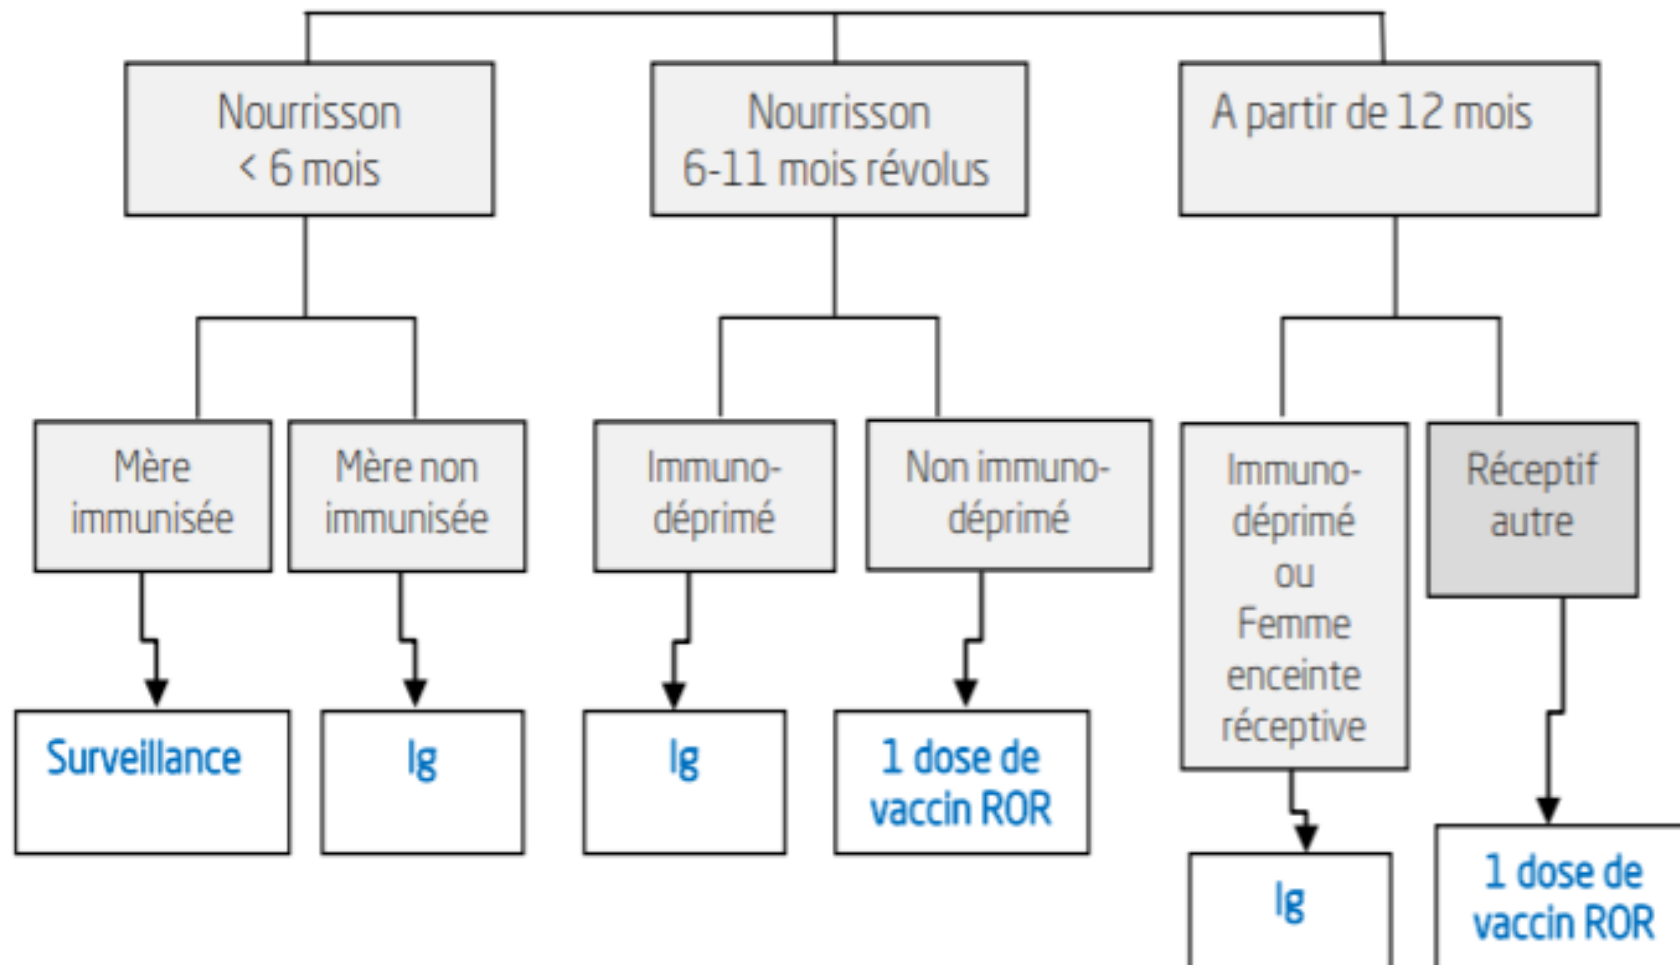 Nourrisson
< 6 mois
Nourrisson
6-11 mois révolus
A partir de 12 mois
Mère
immunisée
Mère non
immunisée
Immuno-
déprimé
Non immuno-
déprimé
Immuno-
déprimé
ou
Femme
enceinte
réceptive
Réceptif
autre
Surveillance
Ig
Ig
1 dose de
vaccin ROR
Ig
1 dose de
vaccin ROR